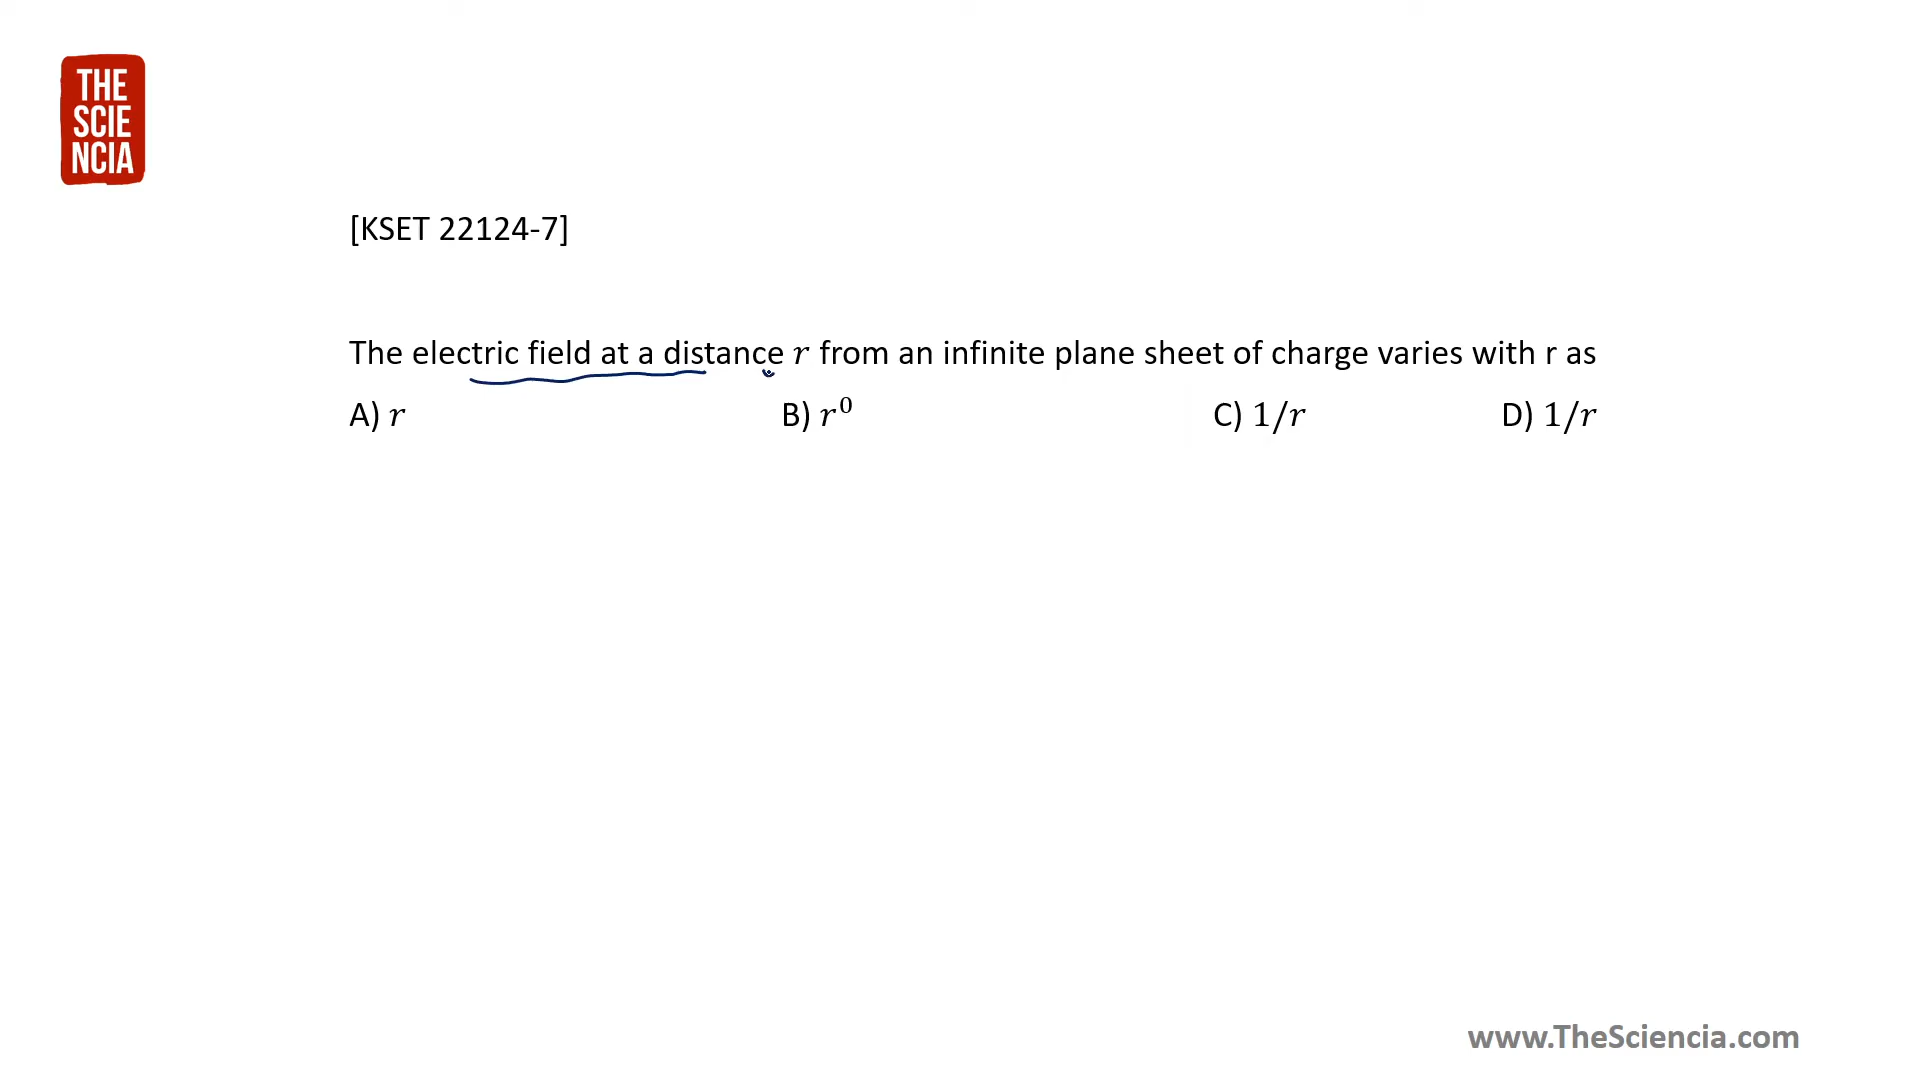 THE
SCIE
NCIA
[KSET 22124-7]
The electric field at a distance r from an infinite plane sheet of charge varies with r as
A) r B) r⁰ C) 1/r D) 1/r
www.TheSciencia.com